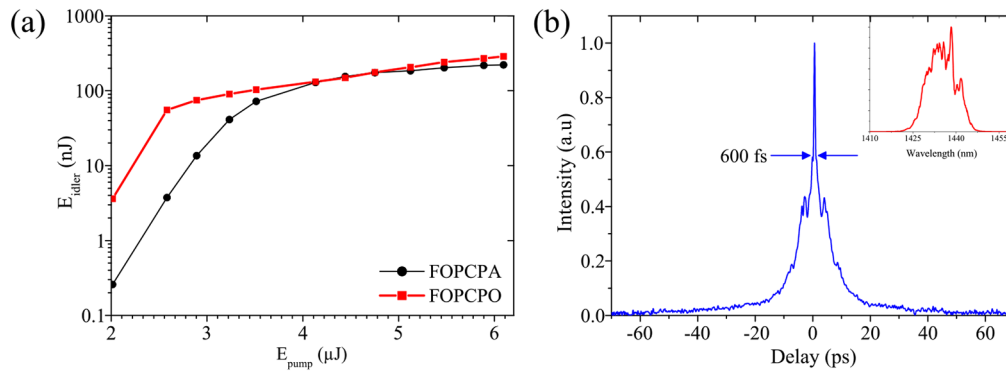 (a)
1000
100
10
1
0.1
E_idler (nJ)
2
3
4
5
6
E_pump (μJ)
FOPCPA
FOPCPO
(b)
1.0
0.8
0.6
0.4
0.2
0.0
Intensity (a.u)
600 fs
-60
-40
-20
0
20
40
60
Delay (ps)
1410
1425
1440
1455
Wavelength (nm)